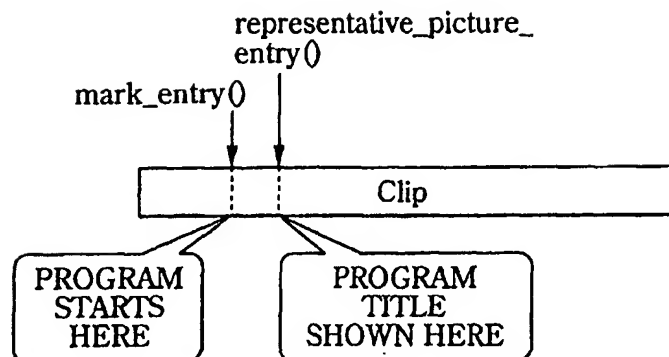 representative_picture_
entry()
mark_entry()
Clip
PROGRAM
STARTS
HERE
PROGRAM
TITLE
SHOWN HERE